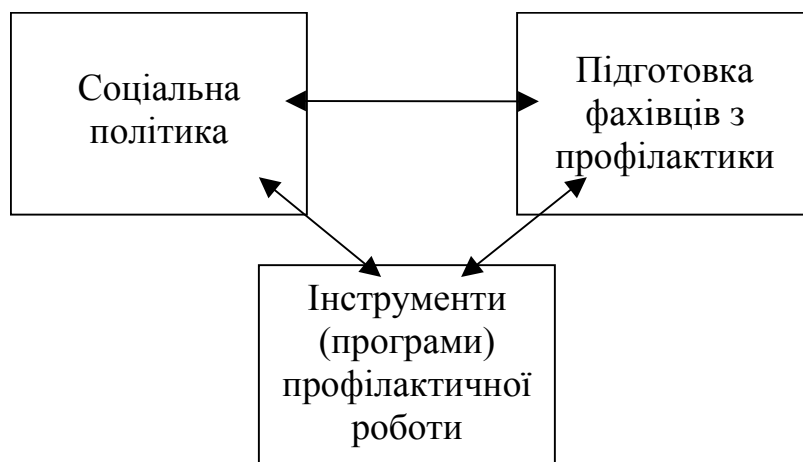 Соціальна
політика
Підготовка
фахівців з
профілактики
Інструменти
(програми)
профілактичної
роботи